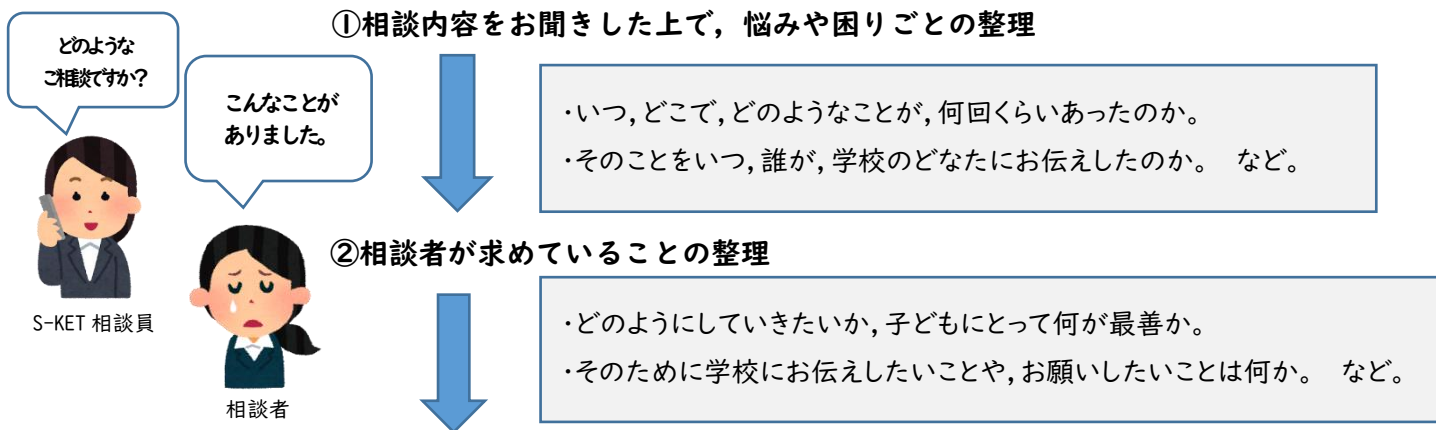 ①相談内容をお聞きした上で，悩みや困りごとの整理
どのような
ご相談ですか？
こんなことが
ありました。
・いつ，どこで，どのようなことが，何回くらいあったのか。
・そのことをいつ，誰が，学校のどなたにお伝えしたのか。　など。
②相談者が求めていることの整理
S-KET 相談員
相談者
・どのようにしていきたいか，子どもにとって何が最善か。
・そのために学校にお伝えしたいことや，お願いしたいことは何か。　など。